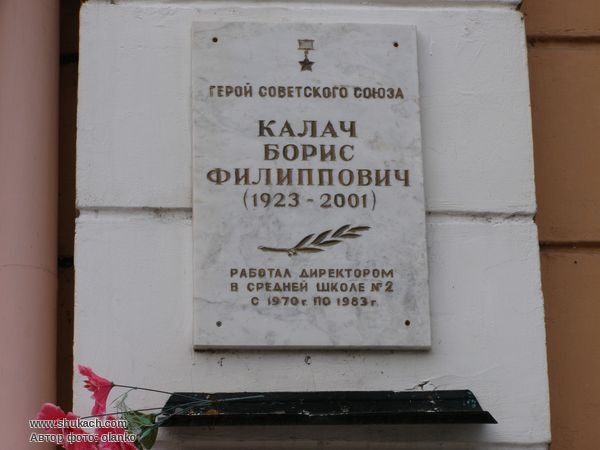 ГЕРОЙ СОВЕТСКОГО СОЮЗА
КАЛАЧ
БОРИС
ФИЛИППОВИЧ
(1923-2001)
РАБОТАЛ ДИРЕКТОРОМ
В СРЕДНЕЙ ШКОЛЕ №2
С 1970г. ПО 1983г.
www.shukach.com
Автор фото: olanko